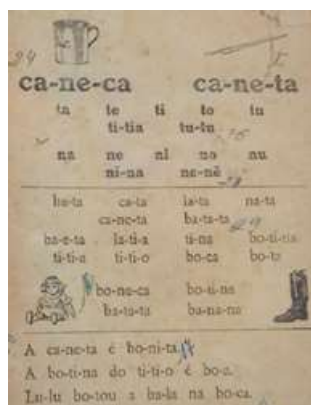 24
ca-ne-ca ca-ne-ta
ta te ti to tu
ti-tia tu-tu
na ne ni no nu
ni-na ne-nê
ba-ta ca-ta la-ta na-ta
ca-ne-ta ba-ta-ta
la-ti-a ti-na bo-ti-na
ti-ti-a ti-ti-o bo-ca bo-ta
bo-ne-ca bo-ti-na
ba-ta-ta ba-na-na
A ca-ne-ta é bo-ni-ta.
A bo-ti-na do ti-ti-o é bo-a.
Lu-lu bo-tou a ba-la na bo-ca.